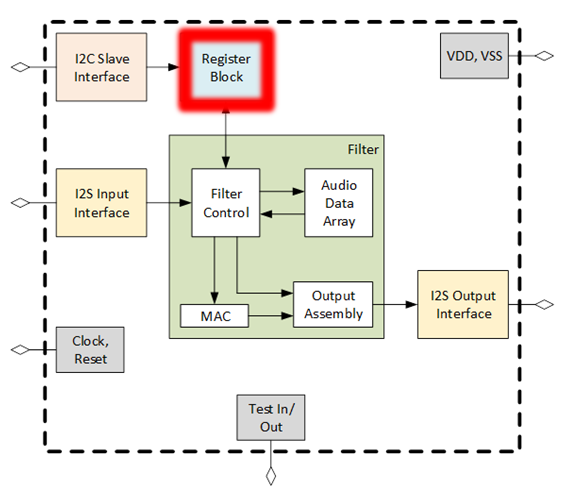 I2C Slave
Interface
Register
Block
VDD, VSS
Filter
I2S Input
Interface
Filter
Control
Audio
Data
Array
MAC
Output
Assembly
I2S Output
Interface
Clock,
Reset
Test In/
Out